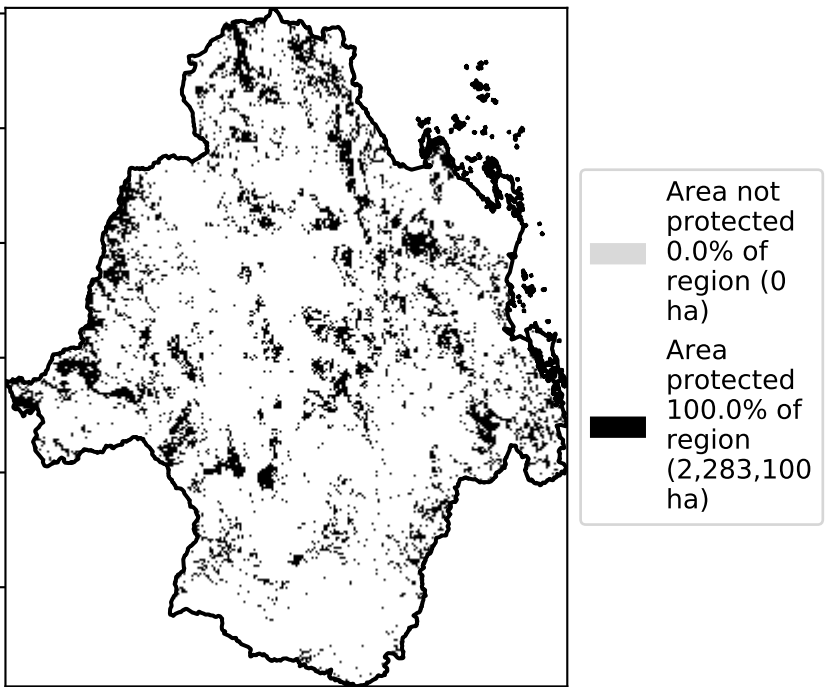 Area not
protected
0.0% of
region (0
ha)
Area
protected
100.0% of
region
(2,283,100
ha)